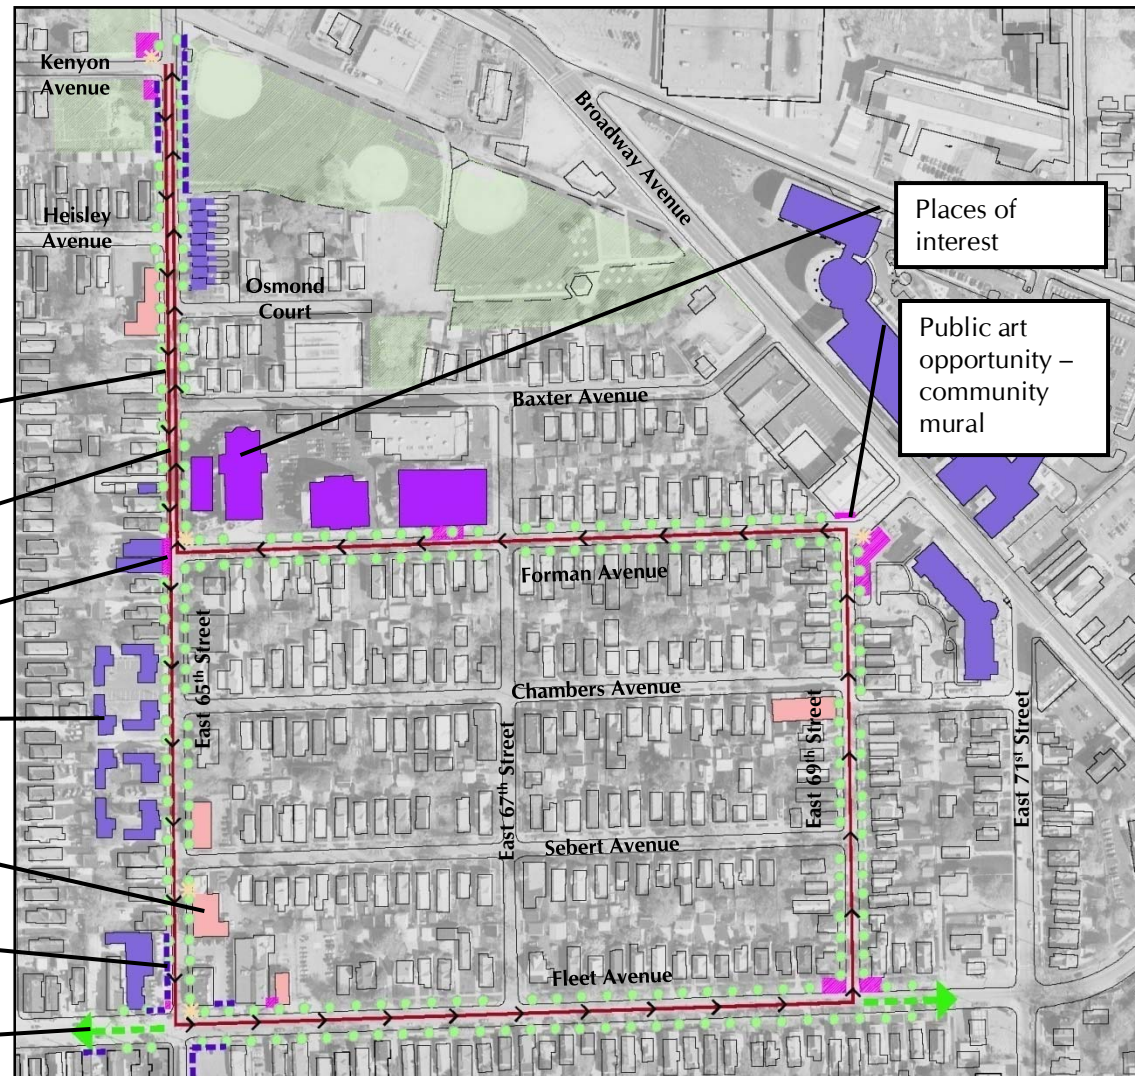 Kenyon
Avenue
Broadway Avenue
Places of
interest
Heisley
Avenue
Osmond
Court
Public art
opportunity –
community
mural
Baxter Avenue
Forman Avenue
East 65th Street
Chambers Avenue
East 67th Street
East 69th Street
East 71st Street
Sebert Avenue
Fleet Avenue